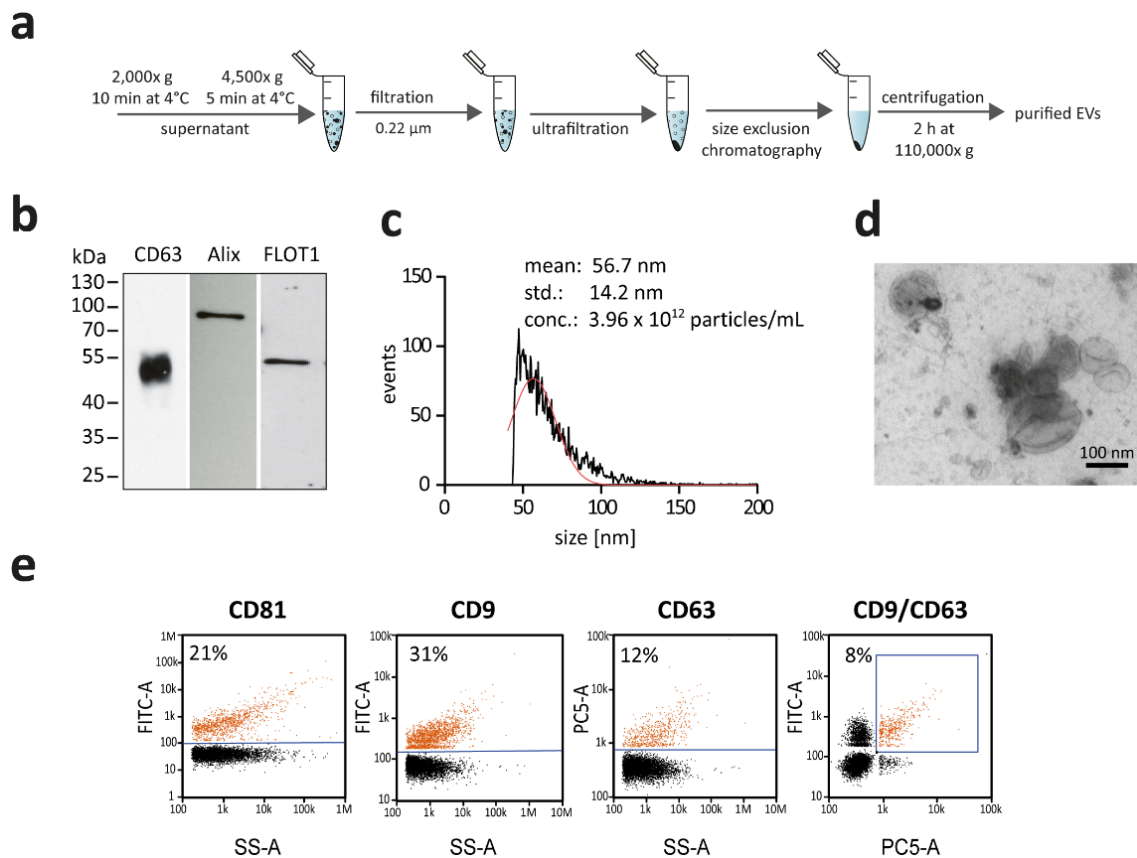 a
2,000x g
10 min at 4°C
4,500x g
5 min at 4°C
supernatant
filtration
0.22 µm
ultrafiltration
size exclusion
chromatography
centrifugation
2 h at
110,000x g
purified EVs
b
kDa
CD63
Alix
FLOT1
130
100
70
55
40
35
25
c
mean: 56.7 nm
std.: 14.2 nm
conc.: 3.96 x 10¹² particles/mL
events
150
100
50
0
0
50
100
150
200
size [nm]
d
100 nm
e
CD81
21%
FITC-A
1M
100k
10k
1k
100
10
1
100
1k
10k
100k
1M
SS-A
CD9
31%
FITC-A
100k
10k
1k
100
10
100
1k
10k
100k
1M
10M
SS-A
CD63
12%
PC5-A
100k
10k
1k
100
100
1k
10k
100k
1M
10M
SS-A
CD9/CD63
8%
FITC-A
100k
10k
1k
100
10
100
1k
10k
100k
PC5-A